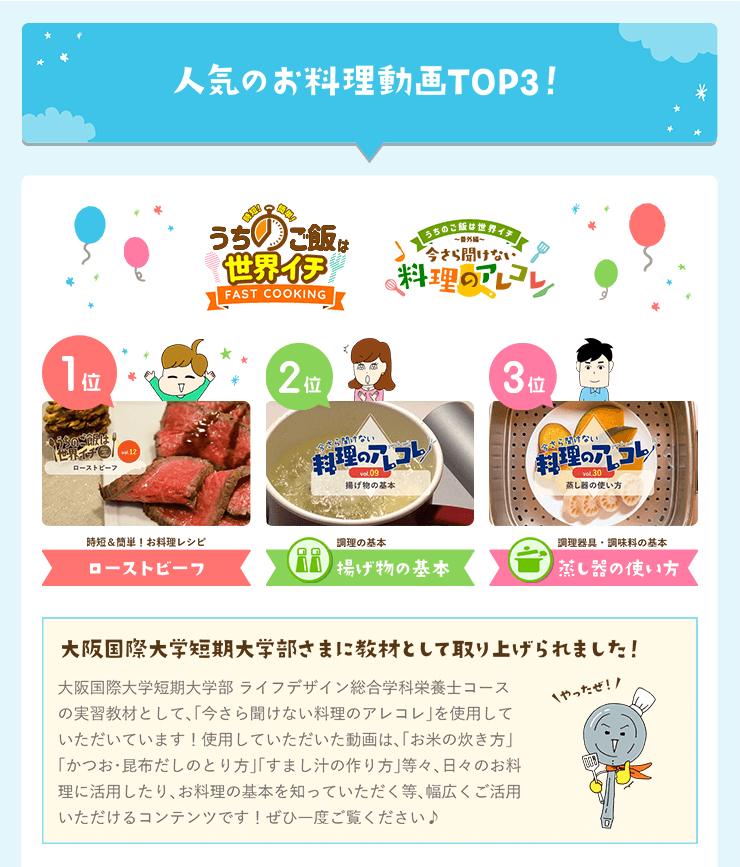 人気のお料理動画TOP3!
時短! 簡単!
うちのご飯は
世界イチ
FAST COOKING
うちのご飯は世界イチ
～番外編～
今さら聞けない
料理のアレコレ
1位
2位
3位
うちのご飯は
世界イチ
vol.12
ローストビーフ
今さら聞けない
料理のアレコレ
vol.09
揚げ物の基本
今さら聞けない
料理のアレコレ
vol.30
蒸し器の使い方
時短&簡単!お料理レシピ
ローストビーフ
調理の基本
揚げ物の基本
調理器具・調味料の基本
蒸し器の使い方
大阪国際大学短期大学部さまに教材として取り上げられました!
大阪国際大学短期大学部 ライフデザイン総合学科栄養士コース
の実習教材として、「今さら聞けない料理のアレコレ」を使用して
いただいています!使用していただいた動画は、「お米の炊き方」
「かつお・昆布だしのとり方」「すまし汁の作り方」等々、日々のお料
理に活用したり、お料理の基本を知っていただく等、幅広くご活用
いただけるコンテンツです!ぜひ一度ご覧ください♪
やったぜ!